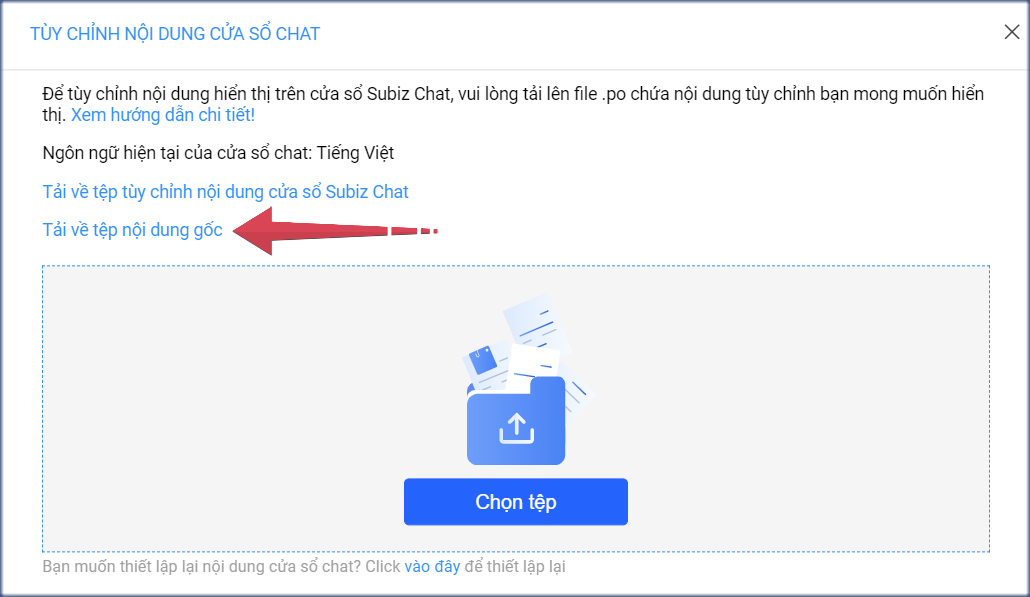 TÙY CHỈNH NỘI DUNG CỬA SỔ CHAT
Để tùy chỉnh nội dung hiển thị trên cửa sổ Subiz Chat, vui lòng tải lên file .po chứa nội dung tùy chỉnh bạn mong muốn hiển
thị. Xem hướng dẫn chi tiết!
Ngôn ngữ hiện tại của cửa sổ chat: Tiếng Việt
Tải về tệp tùy chỉnh nội dung cửa sổ Subiz Chat
Tải về tệp nội dung gốc
Chọn tệp
Bạn muốn thiết lập lại nội dung cửa sổ chat? Click vào đây để thiết lập lại